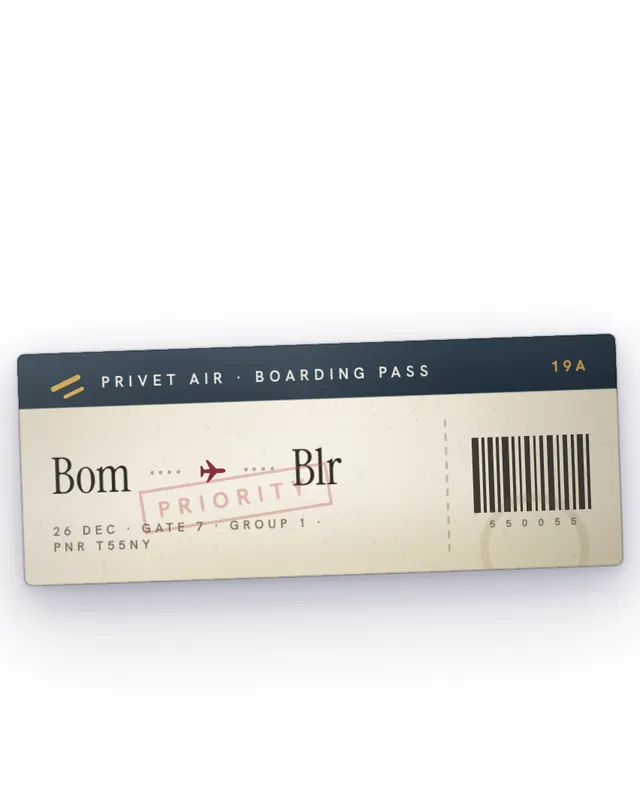 PRIVET AIR · BOARDING PASS 19A
Bom Blr
PRIORITY
26 DEC · GATE 7 · GROUP 1 ·
PNR T55NY
550055